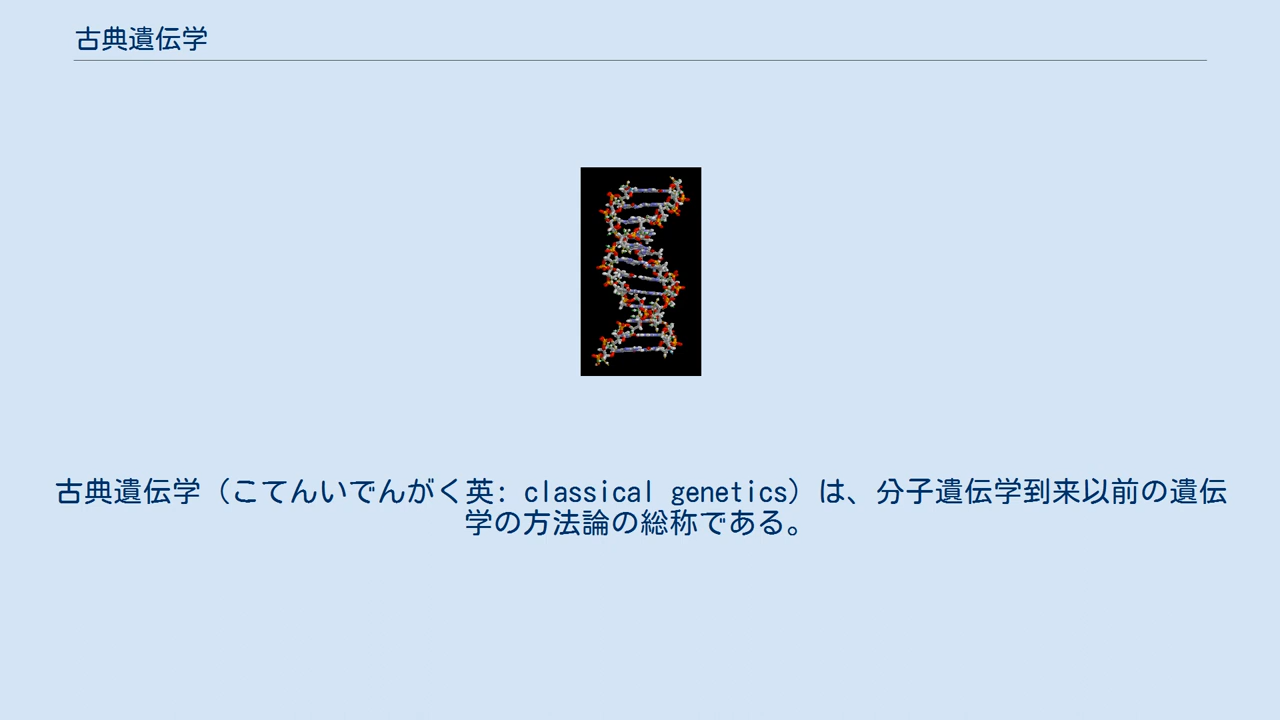 古典遺伝学
古典遺伝学（こてんいでんがく英: classical genetics）は、分子遺伝学到来以前の遺伝
学の方法論の総称である。